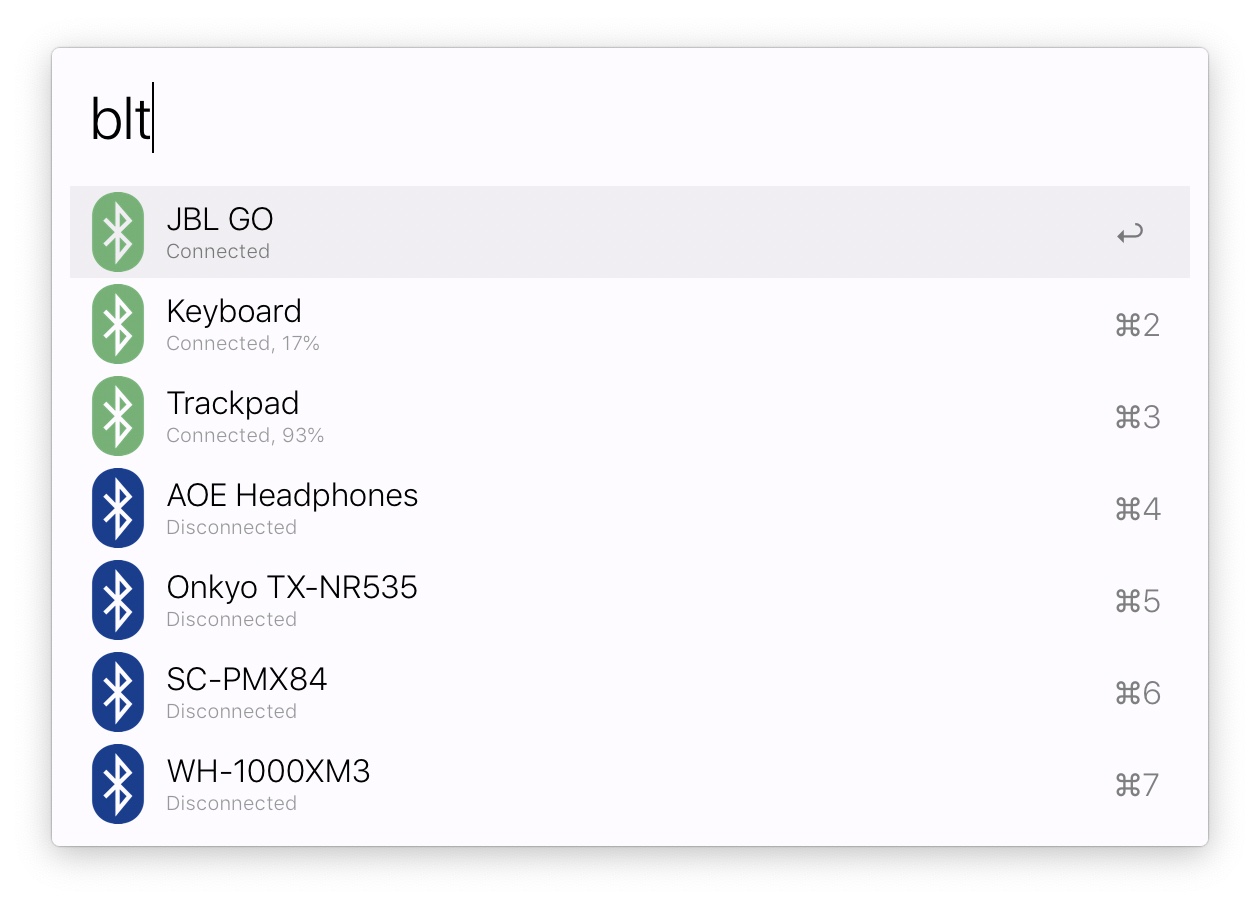 blt
JBL GO
Connected
Keyboard
Connected, 17%
⌘2
Trackpad
Connected, 93%
⌘3
AOE Headphones
Disconnected
⌘4
Onkyo TX-NR535
Disconnected
⌘5
SC-PMX84
Disconnected
⌘6
WH-1000XM3
Disconnected
⌘7